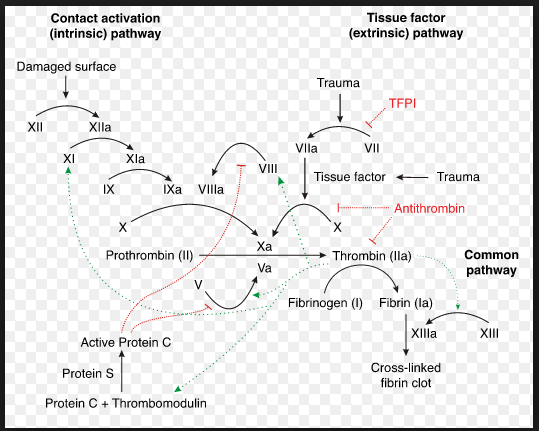 Contact activation
(intrinsic) pathway
Tissue factor
(extrinsic) pathway
Damaged surface
Trauma
TFPI
XII
XIIa
VIIa
VII
XI
XIa
VIII
Tissue factor
Trauma
IX
IXa
VIIIa
Antithrombin
X
X
Xa
Prothrombin (II)
Thrombin (IIa)
Common
pathway
Va
V
Fibrinogen (I)
Fibrin (Ia)
XIIIa
XIII
Active Protein C
Cross-linked
fibrin clot
Protein S
Protein C + Thrombomodulin